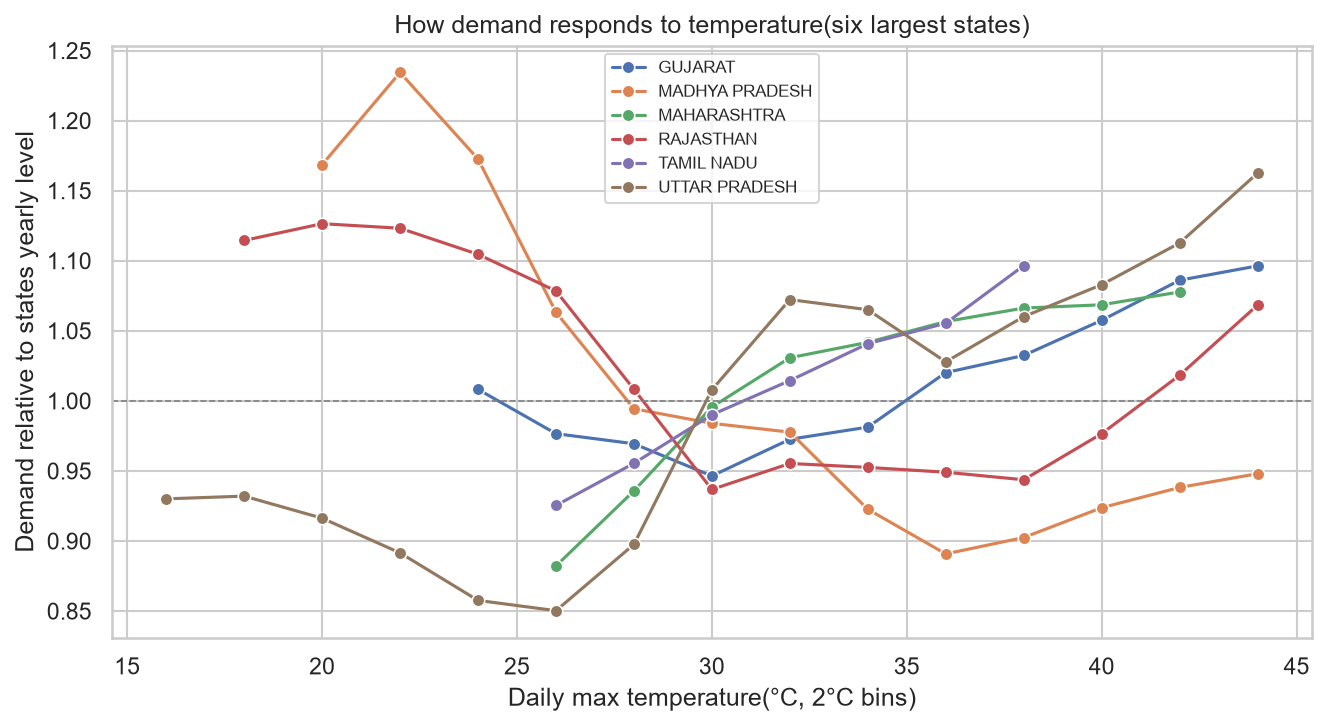 How demand responds to temperature(six largest states)
1.25
1.20
1.15
1.10
1.05
1.00
0.95
0.90
0.85
Demand relative to states yearly level
GUJARAT
MADHYA PRADESH
MAHARASHTRA
RAJASTHAN
TAMIL NADU
UTTAR PRADESH
15 20 25 30 35 40 45
Daily max temperature(°C, 2°C bins)